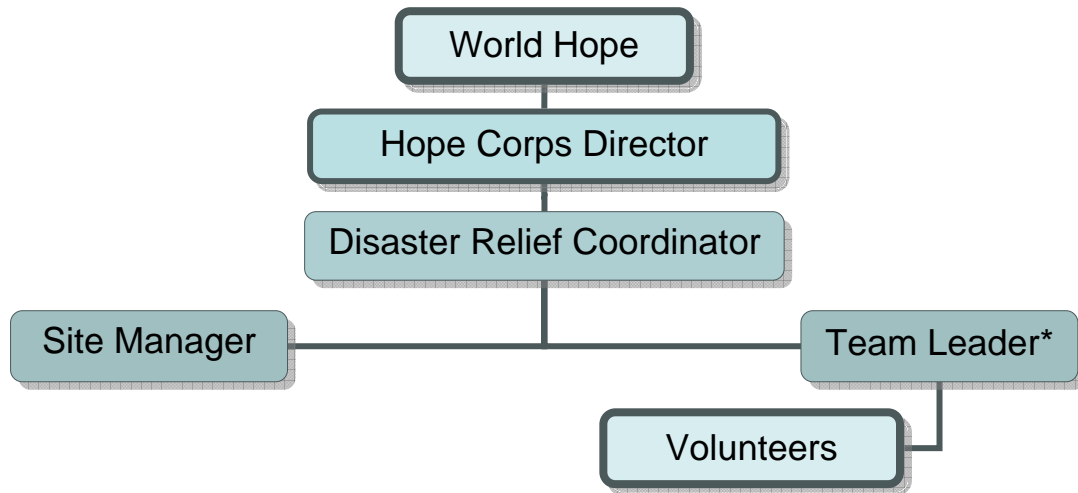 World Hope
Hope Corps Director
Disaster Relief Coordinator
Site Manager
Team Leader*
Volunteers